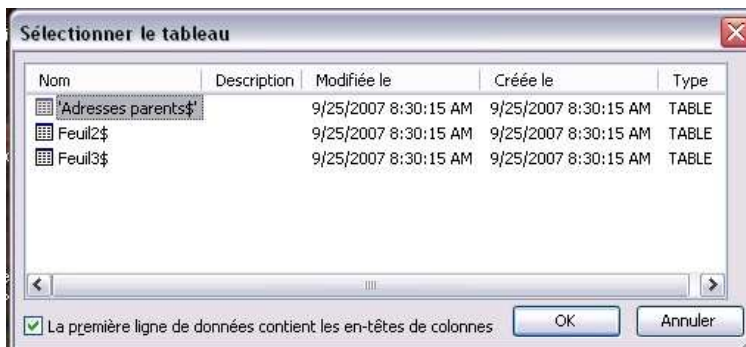 Sélectionner le tableau
Nom Description Modifiée le Créée le Type
'Adresses parents$' 9/25/2007 8:30:15 AM 9/25/2007 8:30:15 AM TABLE
Feuil2$ 9/25/2007 8:30:15 AM 9/25/2007 8:30:15 AM TABLE
Feuil3$ 9/25/2007 8:30:15 AM 9/25/2007 8:30:15 AM TABLE
La première ligne de données contient les en-têtes de colonnes OK Annuler